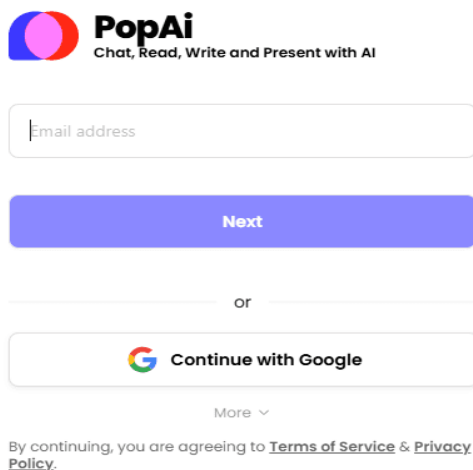 PopAi
Chat, Read, Write and Present with AI
Email address
Next
or
Continue with Google
More
By continuing, you are agreeing to Terms of Service & Privacy
Policy.